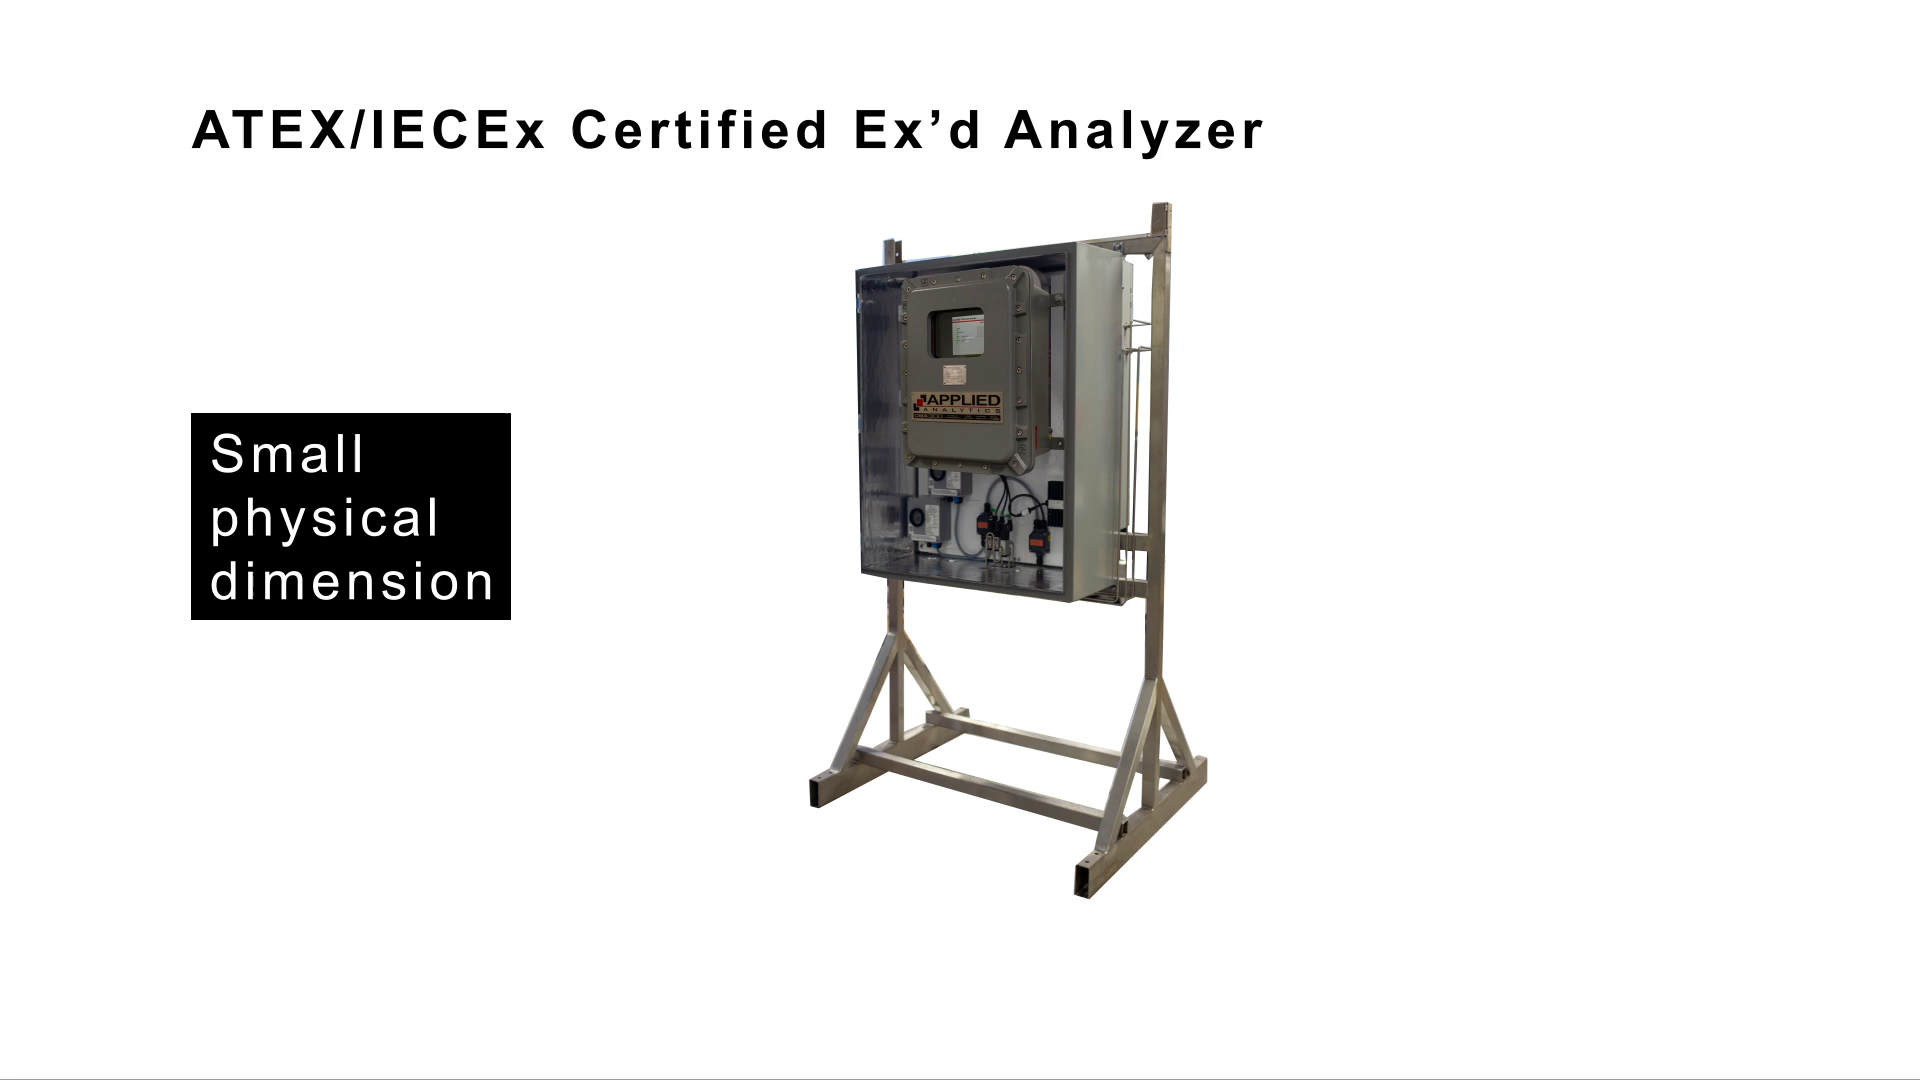 ATEX/IECEx Certified Ex’d Analyzer
Small
physical
dimension
APPLIED
ANALYTICS